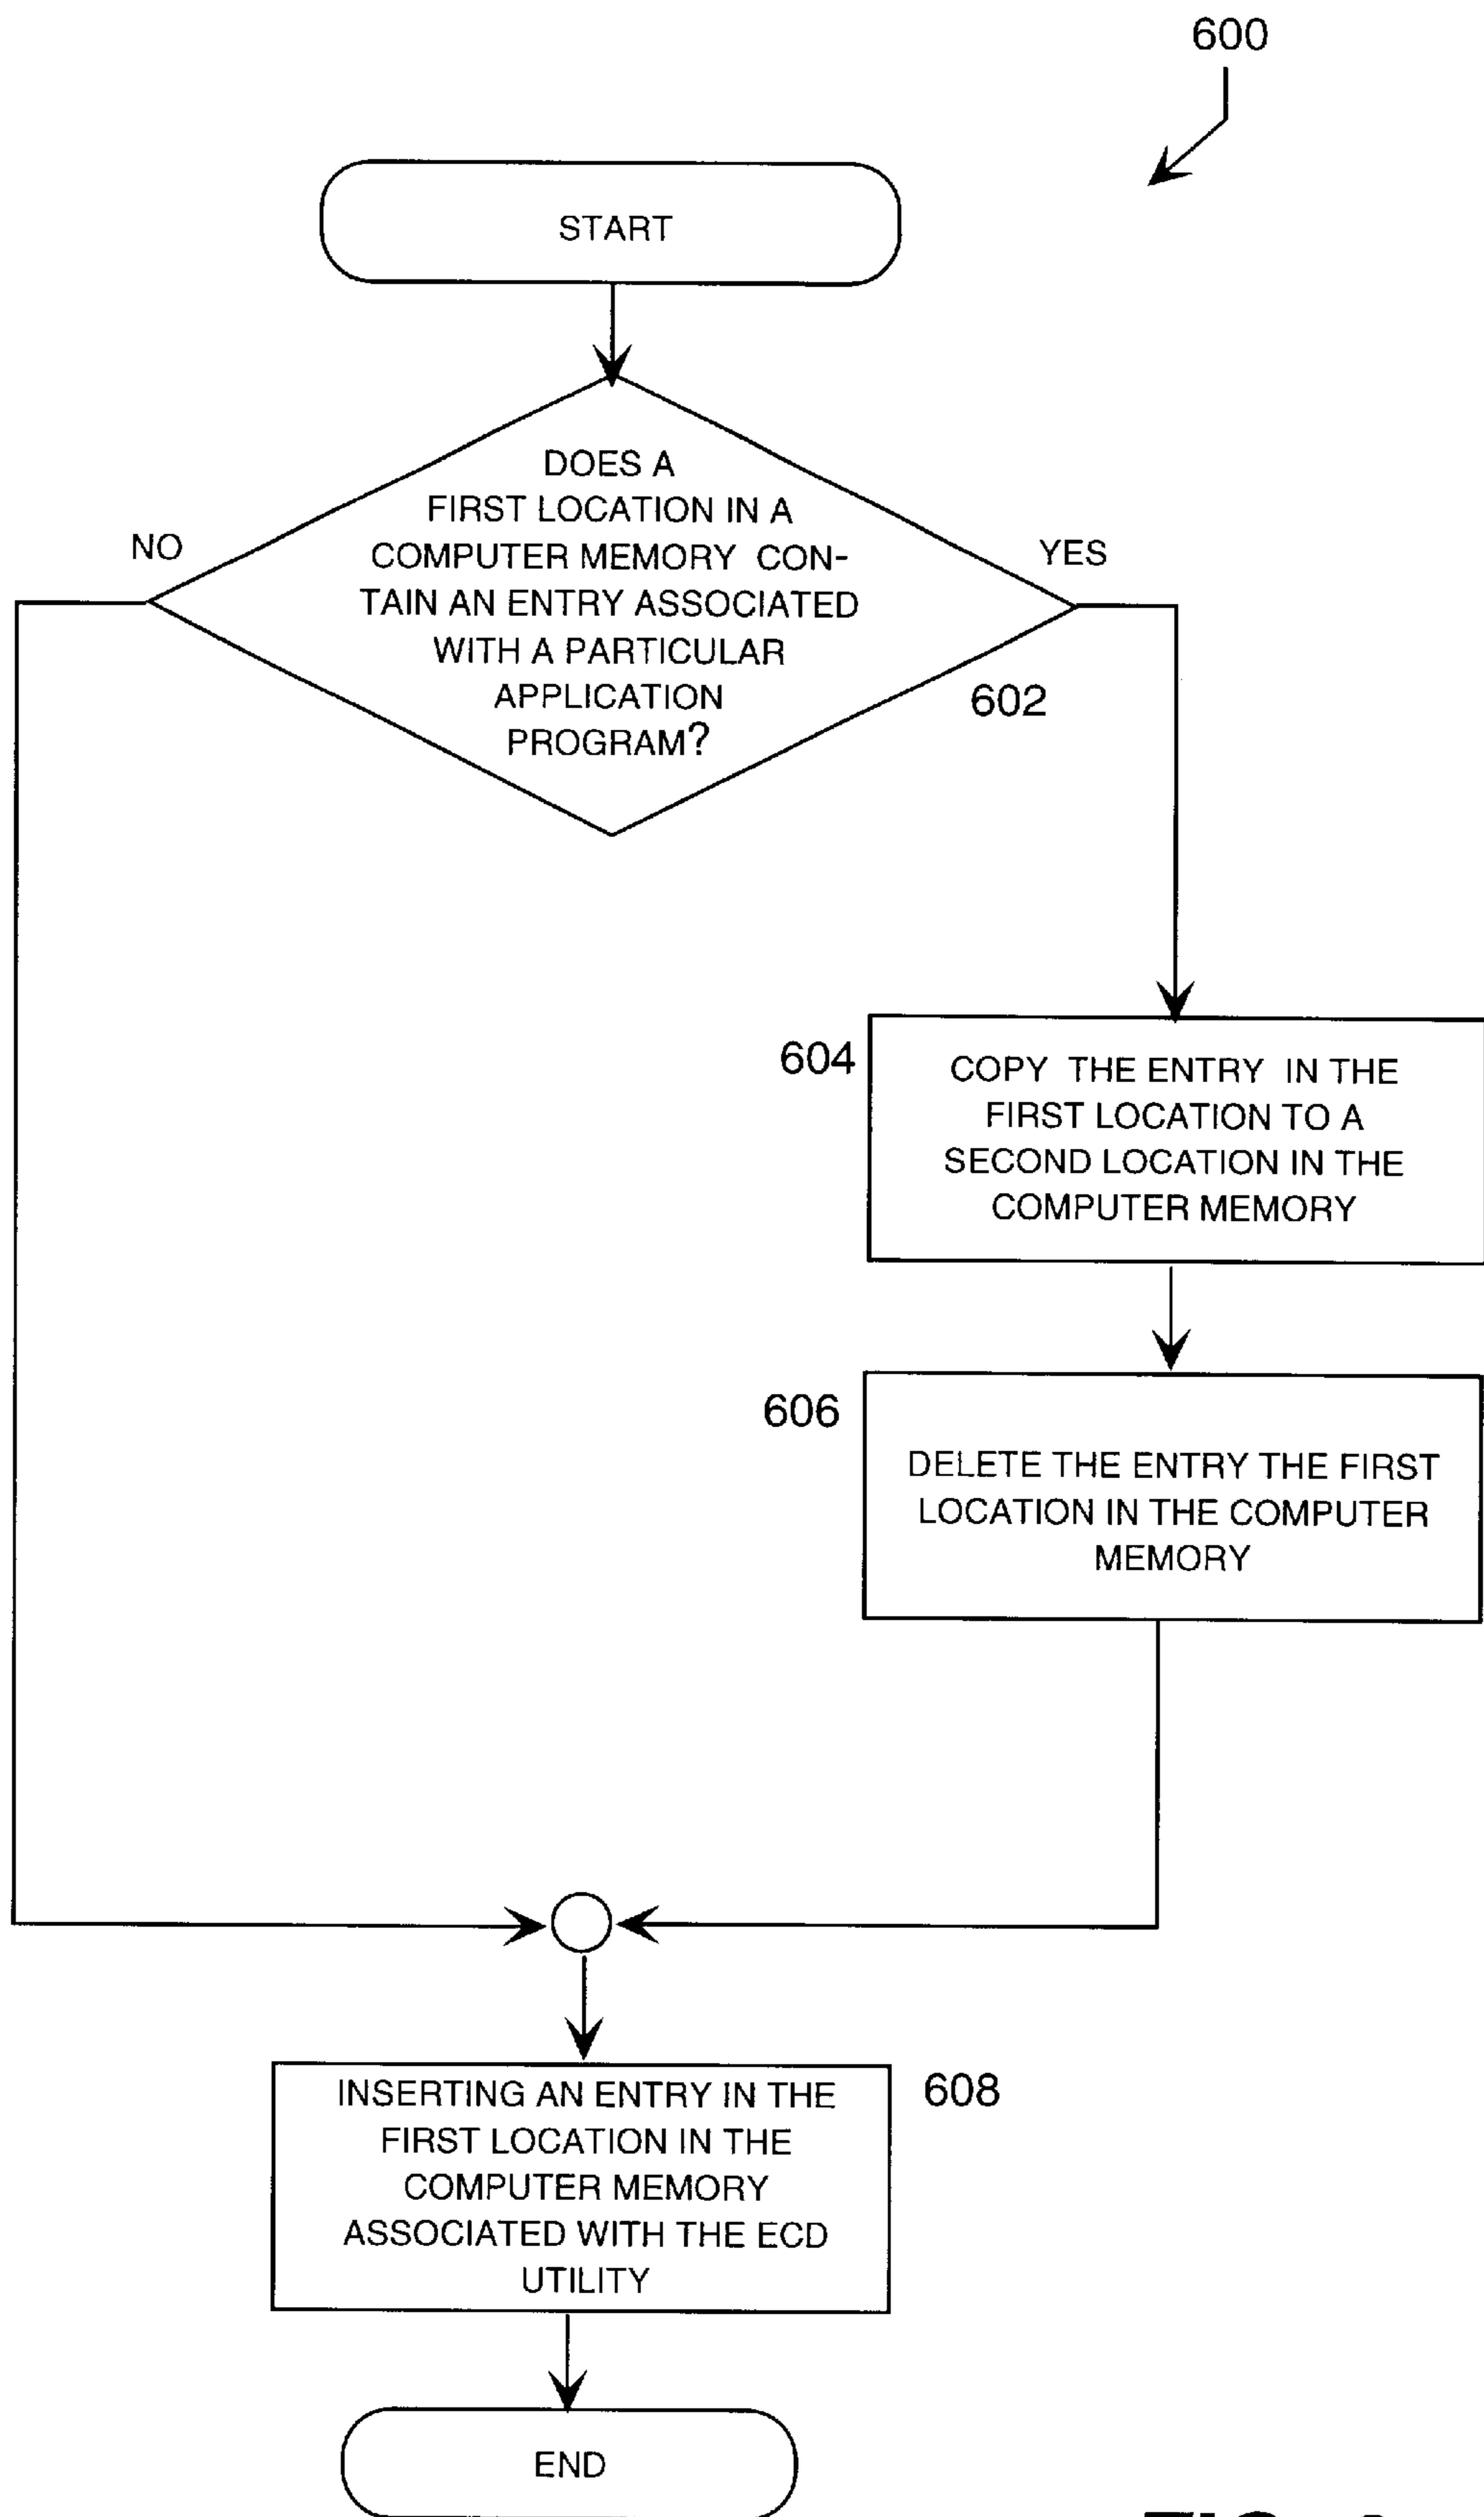 600
START
DOES A
FIRST LOCATION IN A
COMPUTER MEMORY CON-
TAIN AN ENTRY ASSOCIATED
WITH A PARTICULAR
APPLICATION
PROGRAM?
NO
YES
602
604
COPY THE ENTRY IN THE
FIRST LOCATION TO A
SECOND LOCATION IN THE
COMPUTER MEMORY
606
DELETE THE ENTRY THE FIRST
LOCATION IN THE COMPUTER
MEMORY
INSERTING AN ENTRY IN THE
FIRST LOCATION IN THE
COMPUTER MEMORY
ASSOCIATED WITH THE ECD
UTILITY
608
END